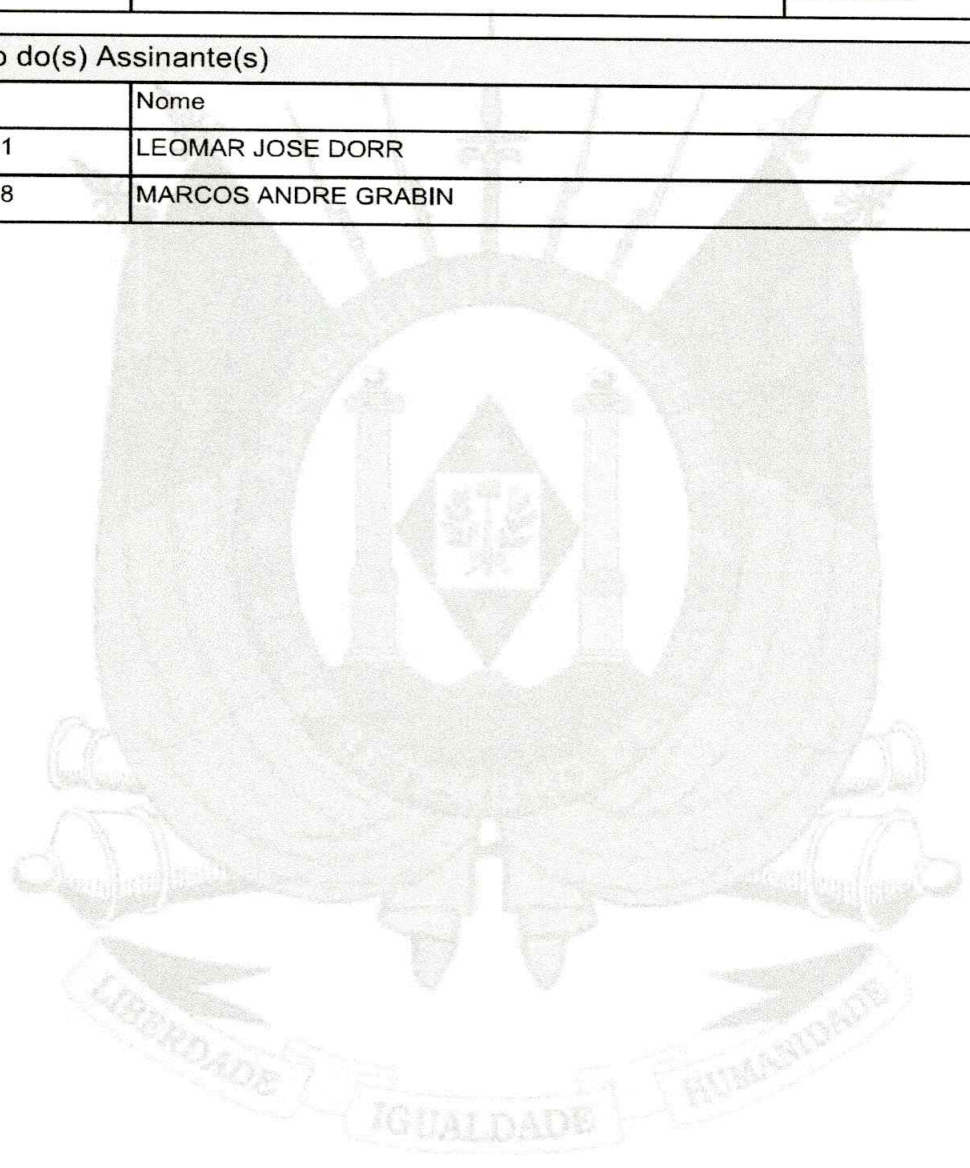 o do(s) Assinante(s)
Nome
1 LEOMAR JOSE DORR
8 MARCOS ANDRE GRABIN
LIBERDADE
IGUALDADE
HUMANIDADE